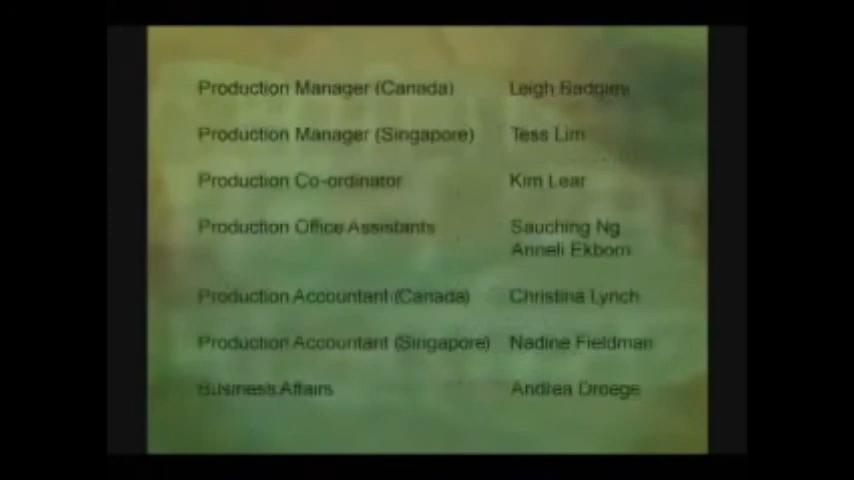 Production Manager (Canada) Leigh Badgley
Production Manager (Singapore) Tess Lim
Production Co-ordinator Kim Lear
Production Office Assistants Sauching Ng
Anneli Ekborn
Production Accountant (Canada) Christina Lynch
Production Accountant (Singapore) Nadine Fieldman
Business Affairs Andrea Droege